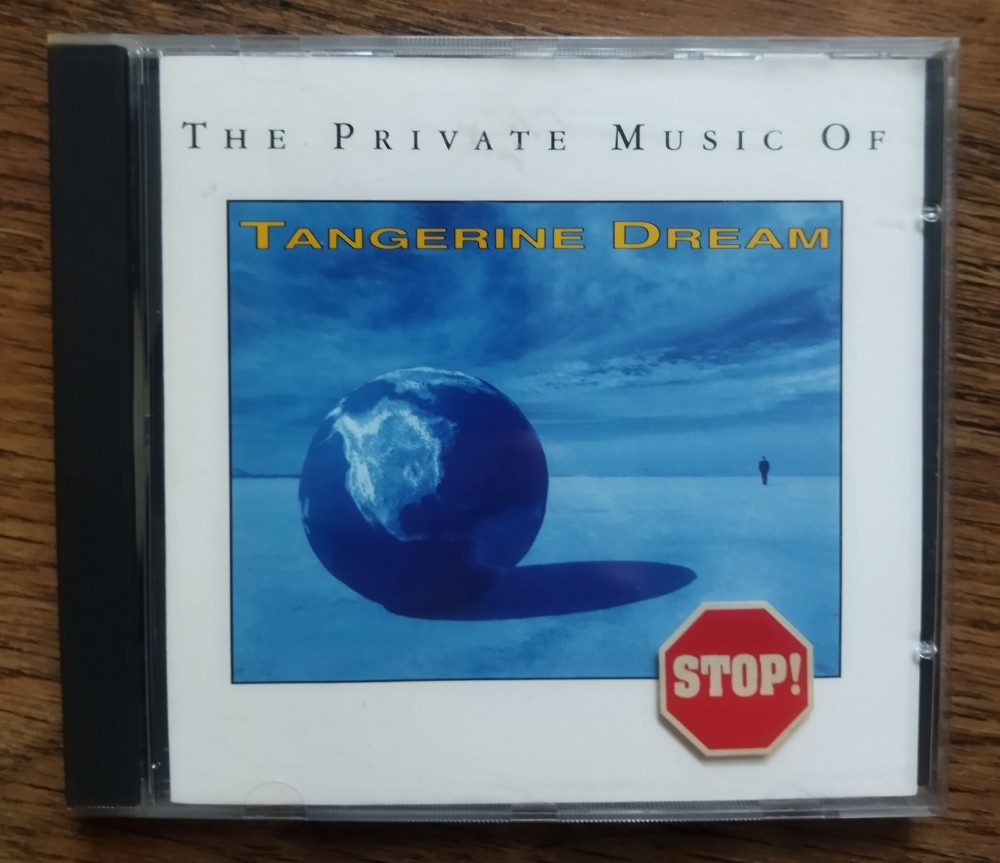 THE PRIVATE MUSIC OF
TANGERINE DREAM
STOP!